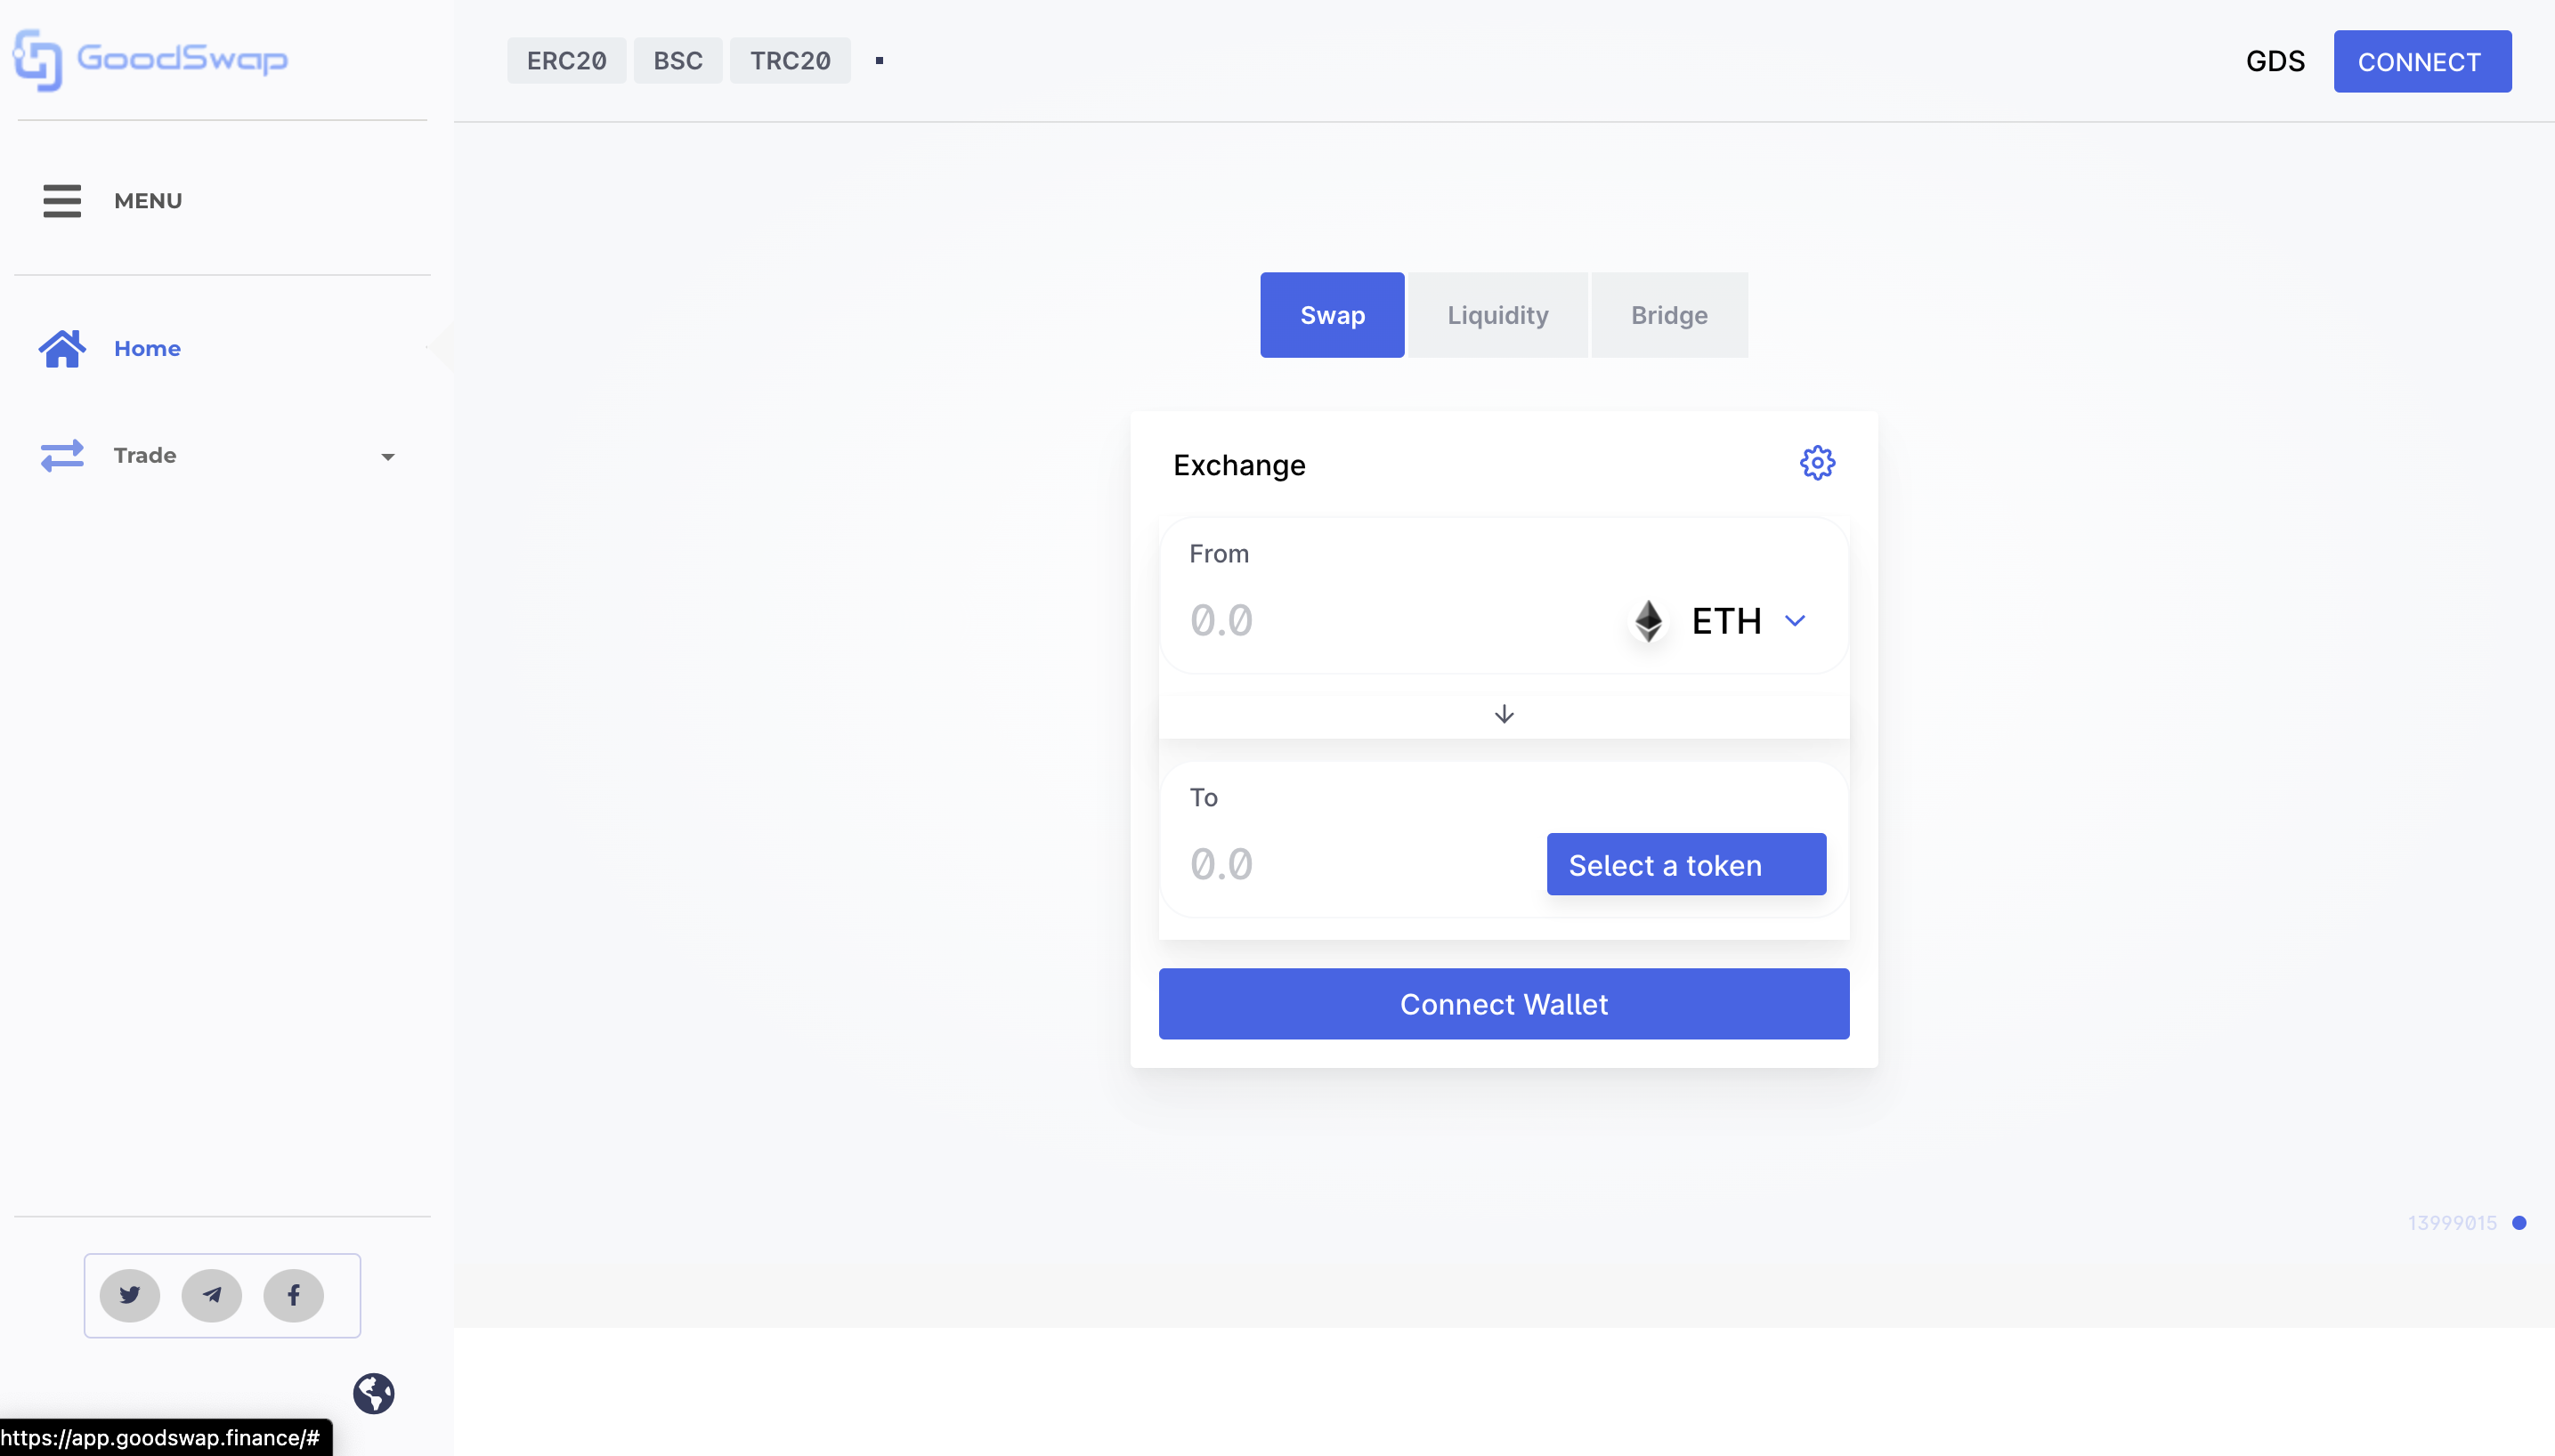 GoodSwap
ERC20 BSC TRC20
GDS CONNECT
MENU
Home
Trade
Swap Liquidity Bridge
Exchange
From
0.0 ETH
To
0.0 Select a token
Connect Wallet
13999015
https://app.goodswap.finance/#